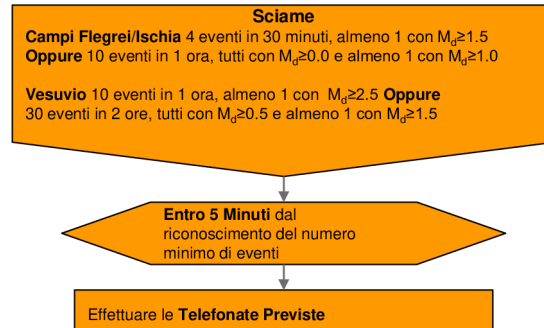 Sciame
Campi Flegrei/Ischia 4 eventi in 30 minuti, almeno 1 con Md≥1.5
Oppure 10 eventi in 1 ora, tutti con Md≥0.0 e almeno 1 con Md≥1.0
Vesuvio 10 eventi in 1 ora, almeno 1 con Md≥2.5 Oppure
30 eventi in 2 ore, tutti con Md≥0.5 e almeno 1 con Md≥1.5
Entro 5 Minuti dal
riconoscimento del numero
minimo di eventi
Effettuare le Telefonate Previste